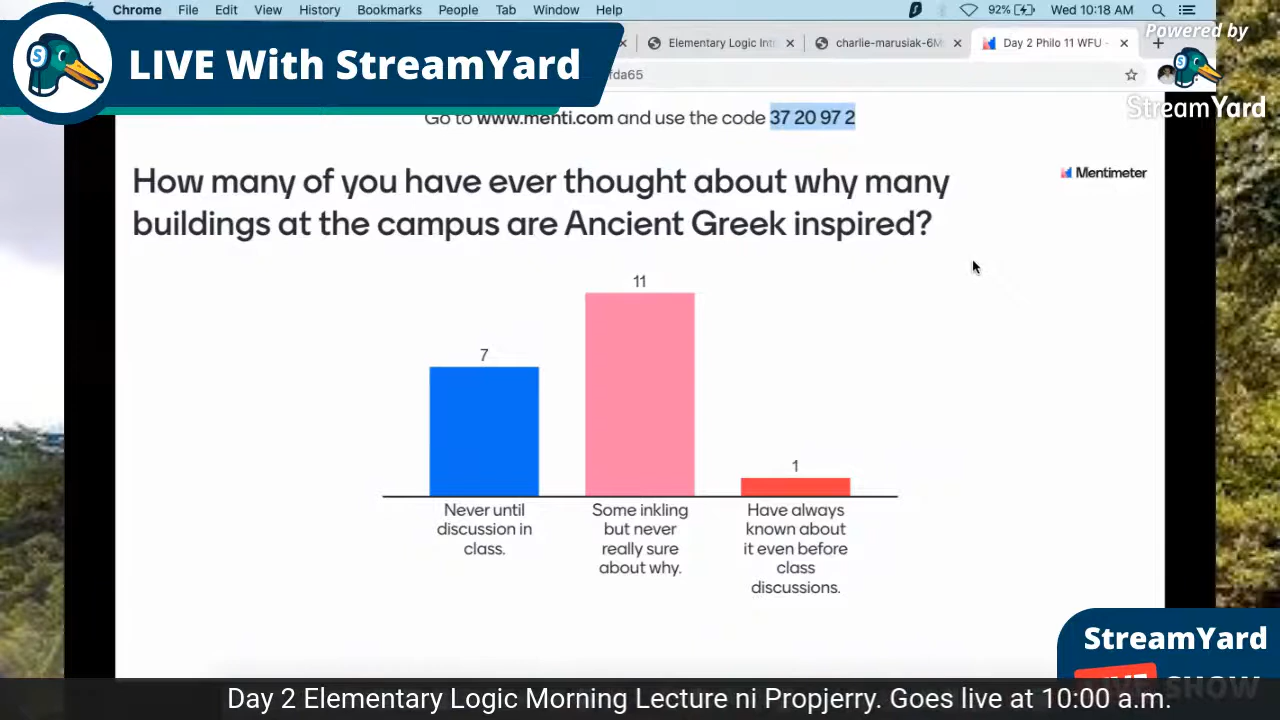 Chrome File Edit View History Bookmarks People Tab Window Help
92%
Wed 10:18 AM
LIVE With StreamYard
Elementary Logic Int
charlie-marusiak-6M
Day 2 Philo 11 WFU -
Powered by
StreamYard
fda65
Go to www.menti.com and use the code 37 20 97 2
How many of you have ever thought about why many
buildings at the campus are Ancient Greek inspired?
Mentimeter
7
11
1
Never until
discussion in
class.
Some inkling
but never
really sure
about why.
Have always
known about
it even before
class
discussions.
StreamYard
LIVE SHOW
Day 2 Elementary Logic Morning Lecture ni Propjerry. Goes live at 10:00 a.m.